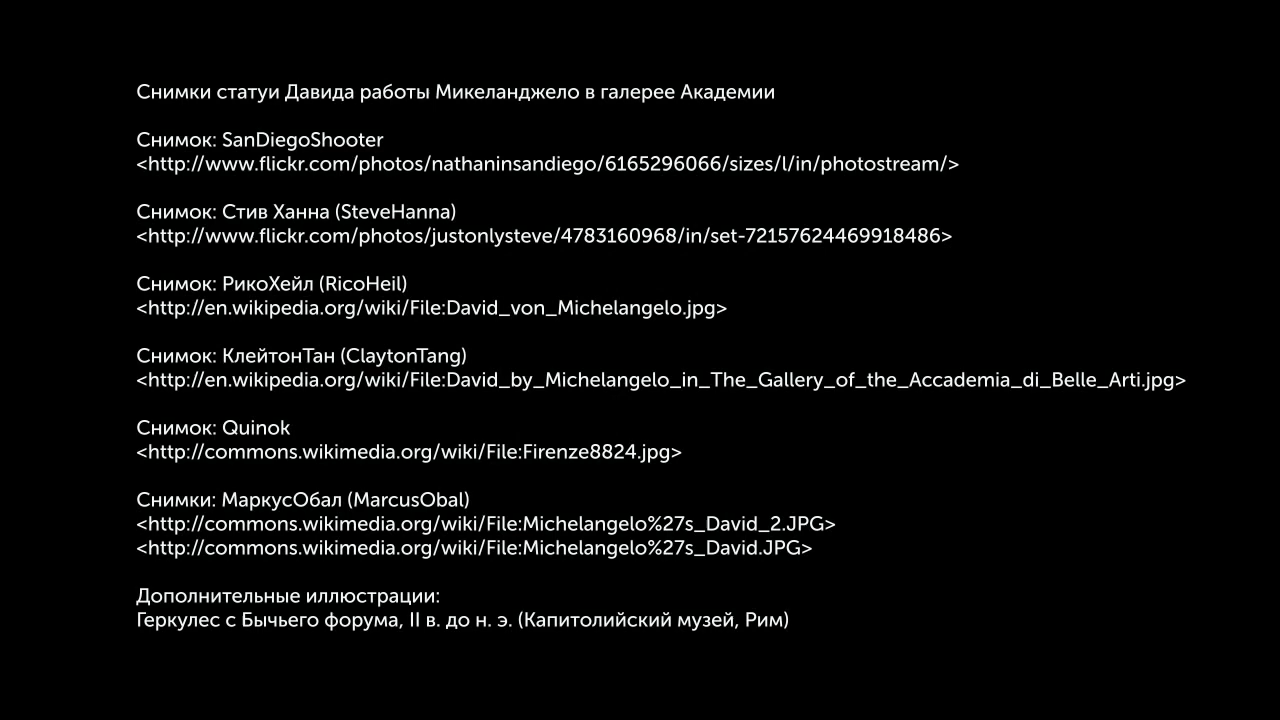 Снимки статуи Давида работы Микеланджело в галерее Академии
Снимок: SanDiegoShooter
<http://www.flickr.com/photos/nathaninsandiego/6165296066/sizes/l/in/photostream/>
Снимок: Стив Ханна (SteveHanna)
<http://www.flickr.com/photos/justonlysteve/4783160968/in/set-72157624469918486>
Снимок: РикоХейл (RicoHeil)
<http://en.wikipedia.org/wiki/File:David_von_Michelangelo.jpg>
Снимок: КлейтонТан (ClaytonTang)
<http://en.wikipedia.org/wiki/File:David_by_Michelangelo_in_The_Gallery_of_the_Accademia_di_Belle_Arti.jpg>
Снимок: Quinok
<http://commons.wikimedia.org/wiki/File:Firenze8824.jpg>
Снимки: МаркусОбал (MarcusObal)
<http://commons.wikimedia.org/wiki/File:Michelangelo%27s_David_2.JPG>
<http://commons.wikimedia.org/wiki/File:Michelangelo%27s_David.JPG>
Дополнительные иллюстрации:
Геркулес с Бычьего форума, II в. до н. э. (Капитолийский музей, Рим)